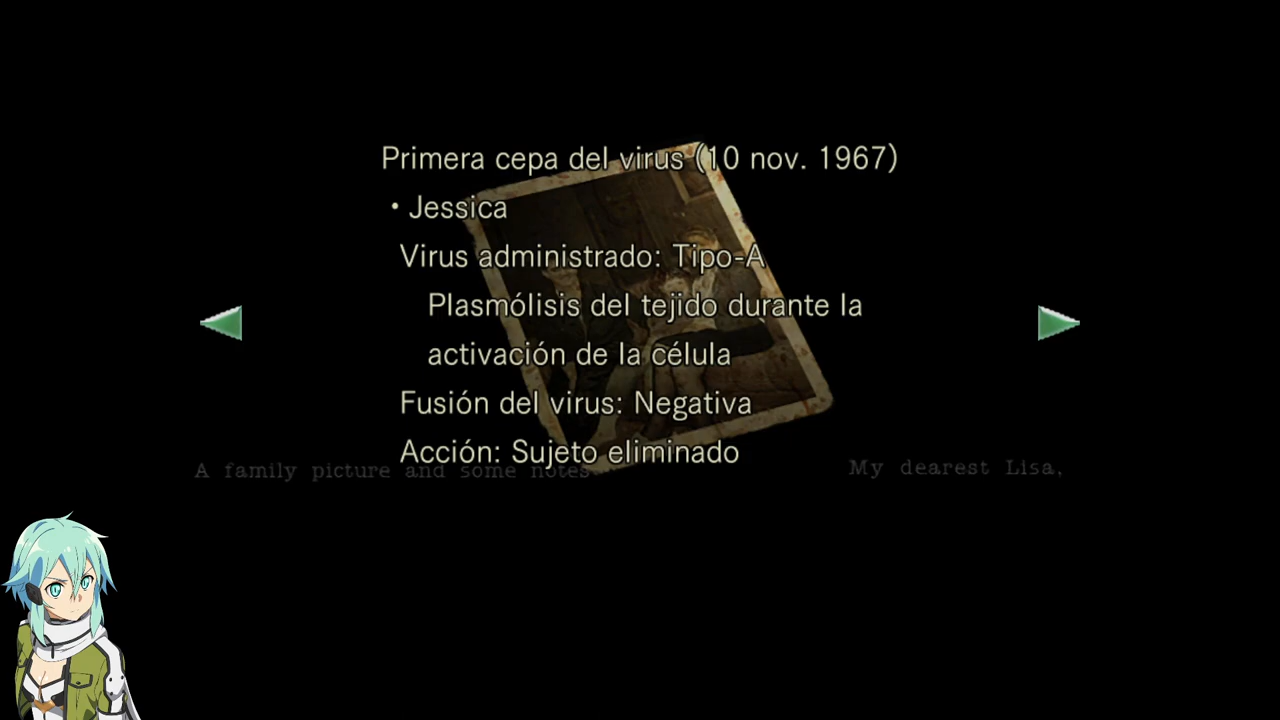 Primera cepa del virus (10 nov. 1967)
• Jessica
Virus administrado: Tipo-A
Plasmólisis del tejido durante la
activación de la célula
Fusión del virus: Negativa
Acción: Sujeto eliminado
A family picture and some notes
My dearest Lisa,